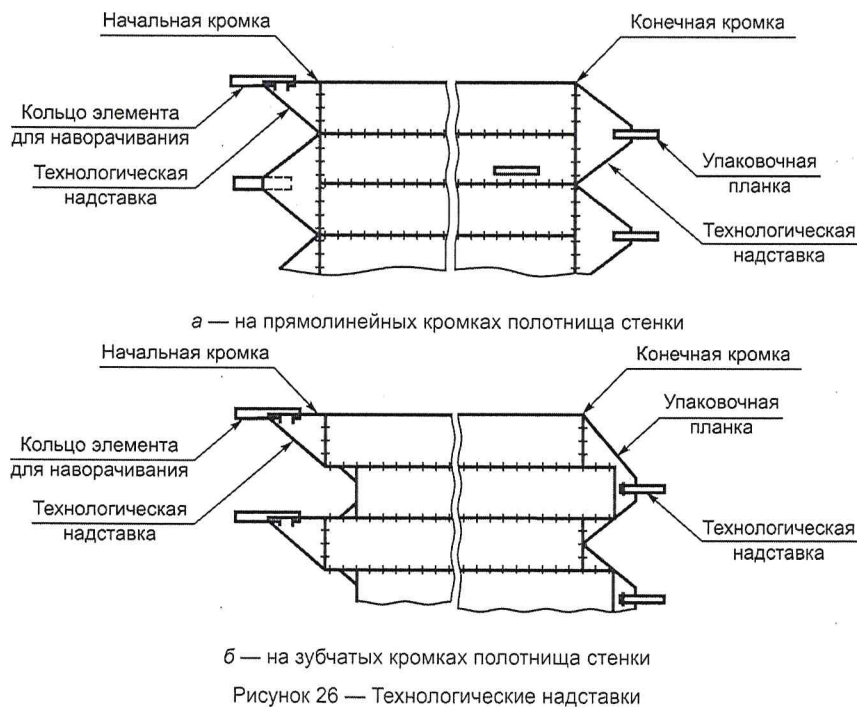 Начальная кромка
Конечная кромка
Кольцо элемента
для наворачивания
Технологическая
надставка
Упаковочная
планка
Технологическая
надставка
а — на прямолинейных кромках полотнища стенки
Начальная кромка
Конечная кромка
Упаковочная
планка
Кольцо элемента
для наворачивания
Технологическая
надставка
Технологическая
надставка
б — на зубчатых кромках полотнища стенки
Рисунок 26 — Технологические надставки